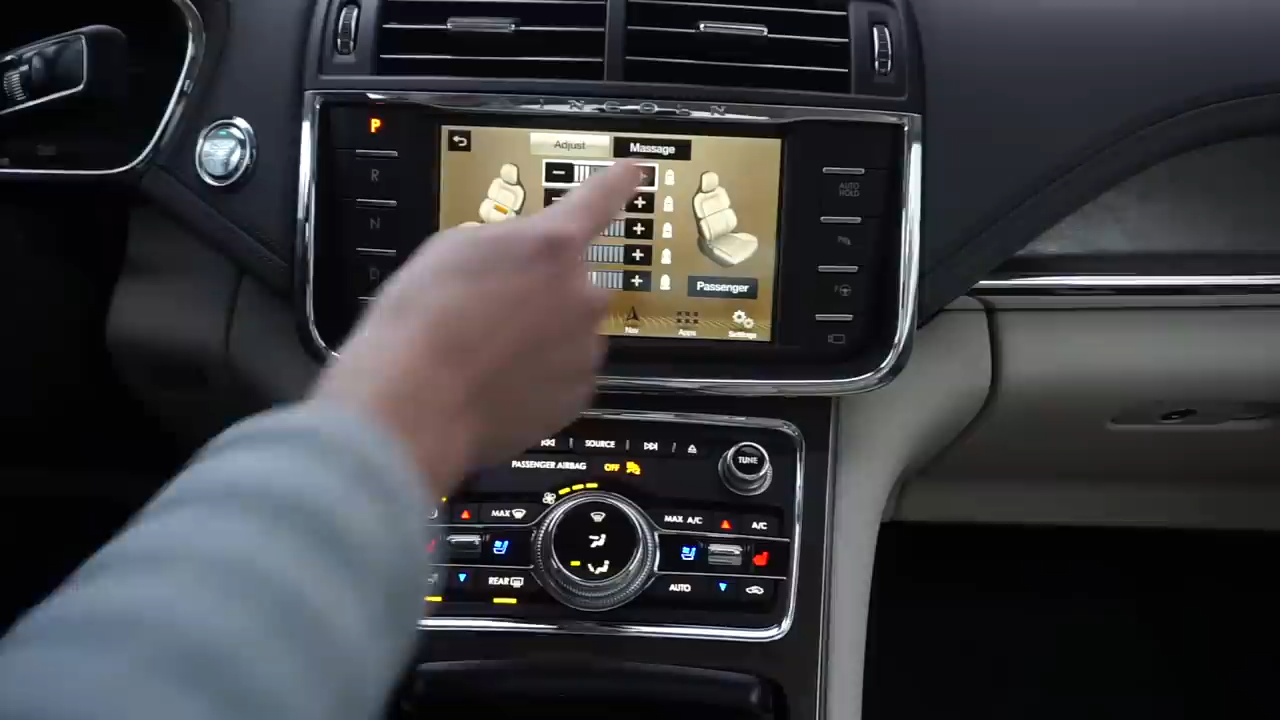 LINCOLN
P
R
N
D
Adjust
Massage
Passenger
Nav
Apps
Settings
AUTO
HOLD
SOURCE
PASSENGER AIRBAG
OFF
TUNE
MAX
MAX A/C
A/C
REAR
AUTO